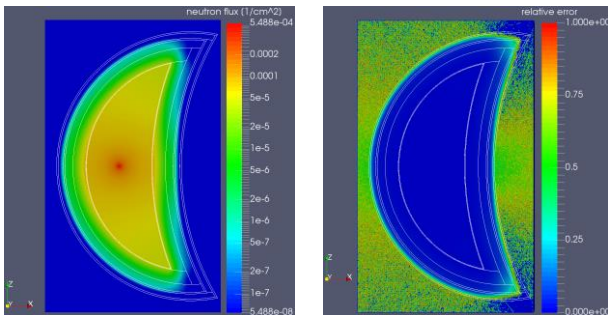 neutron flux [1/cm^2]
5.488e-04
0.0002
0.0001
5e-5
2e-5
1e-5
5e-6
2e-6
1e-6
5e-7
2e-7
1e-7
5.488e-08
Z
Y
X
relative error
1.000e+00
0.75
0.5
0.25
0.000e+00
Z
Y
X